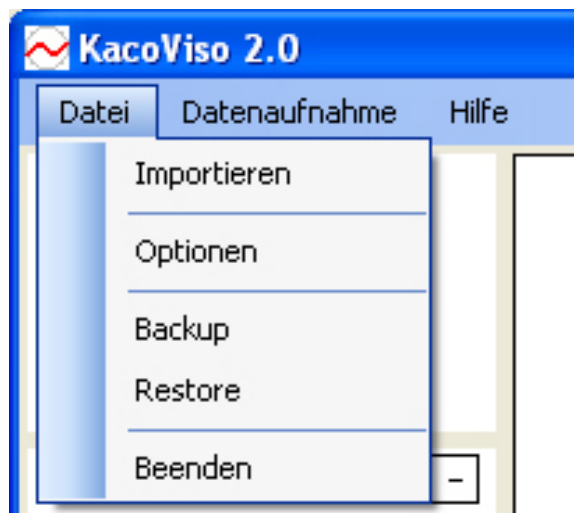 KacoViso 2.0
Datei Datenaufnahme Hilfe
Importieren
Optionen
Backup
Restore
Beenden